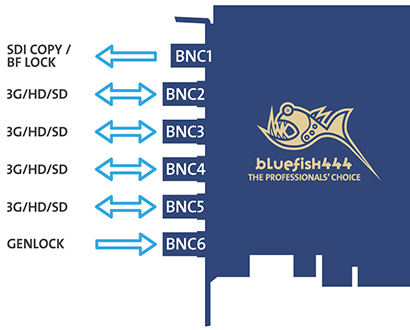 SDI COPY /
BF LOCK
BNC1
3G/HD/SD
BNC2
3G/HD/SD
BNC3
3G/HD/SD
BNC4
3G/HD/SD
BNC5
GENLOCK
BNC6
bluefish444
THE PROFESSIONALS' CHOICE